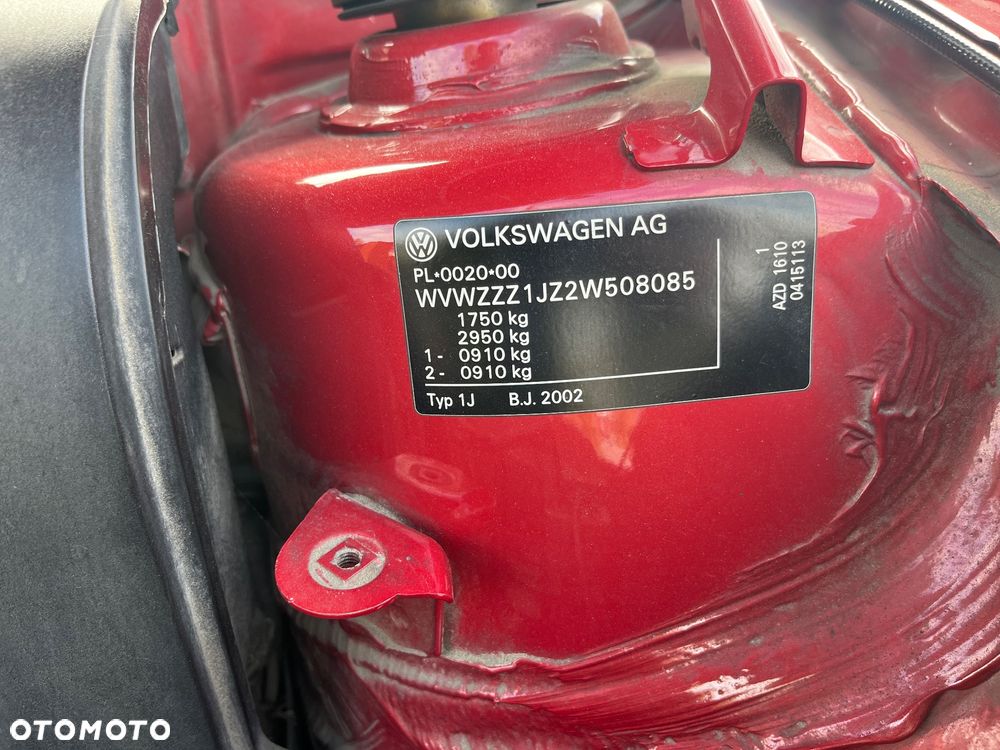 VOLKSWAGEN AG
PL*0020*00
WVWZZZ1JZ2W508085
1750 kg
2950 kg
1 - 0910 kg
2 - 0910 kg
Typ 1J B.J. 2002
1
AZD 1610
0415113
OTOMOTO